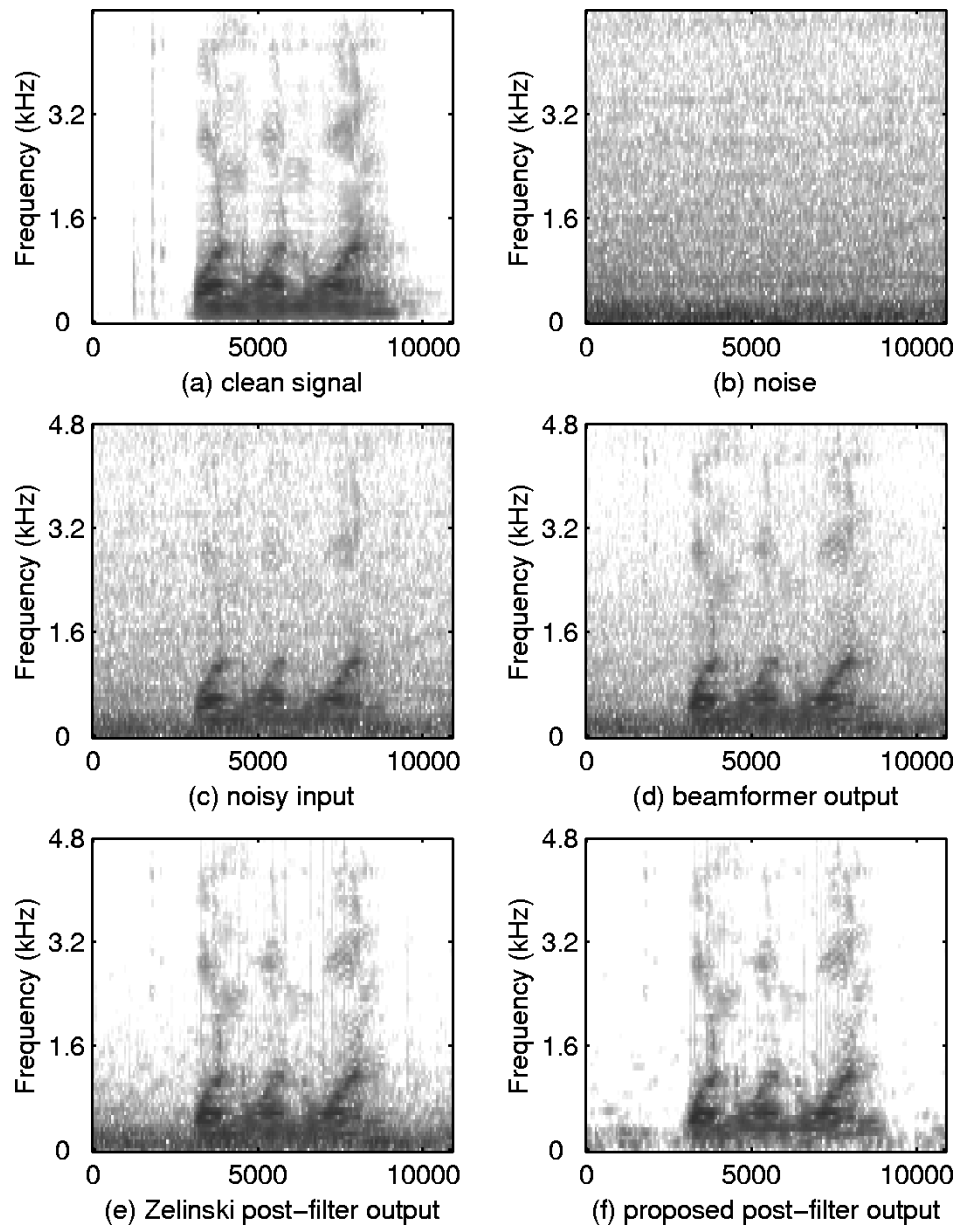 Frequency (kHz)
3.2
1.6
0
0 5000 10000
(a) clean signal
Frequency (kHz)
3.2
1.6
0
0 5000 10000
(b) noise
Frequency (kHz)
4.8
3.2
1.6
0
0 5000 10000
(c) noisy input
Frequency (kHz)
4.8
3.2
1.6
0
0 5000 10000
(d) beamformer output
Frequency (kHz)
4.8
3.2
1.6
0
0 5000 10000
(e) Zelinski post−filter output
Frequency (kHz)
4.8
3.2
1.6
0
0 5000 10000
(f) proposed post−filter output